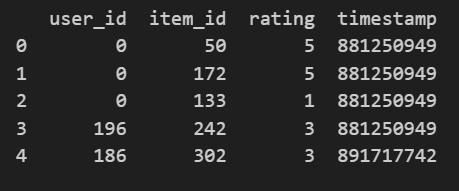 user_id item_id rating timestamp
0 0 50 5 881250949
1 0 172 5 881250949
2 0 133 1 881250949
3 196 242 3 881250949
4 186 302 3 891717742